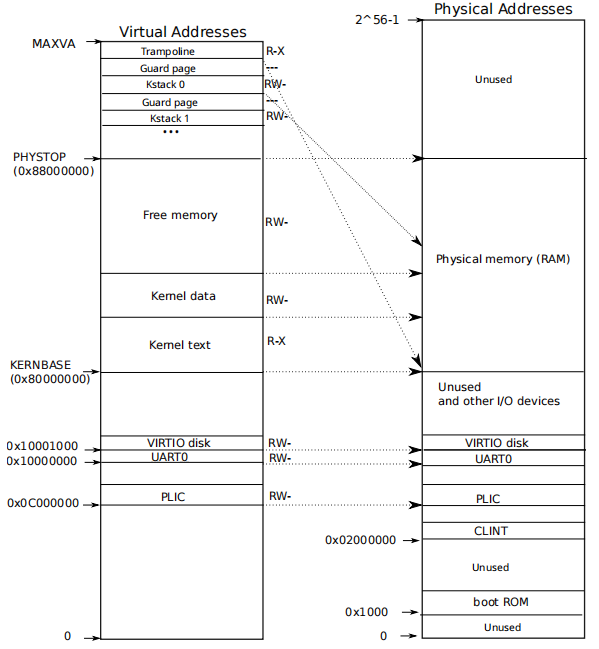 Virtual Addresses
MAXVA
Trampoline
R-X
Guard page
---
Kstack 0
RW-
Guard page
---
Kstack 1
RW-
...
PHYSTOP
(0x88000000)
Free memory
RW-
Kernel data
RW-
Kernel text
R-X
KERNBASE
(0x80000000)
0x10001000
VIRTIO disk
RW-
0x10000000
UART0
RW-
PLIC
RW-
0x0C000000
0
Physical Addresses
2^56-1
Unused
Physical memory (RAM)
Unused
and other I/O devices
VIRTIO disk
UART0
PLIC
CLINT
0x02000000
Unused
boot ROM
0x1000
Unused
0